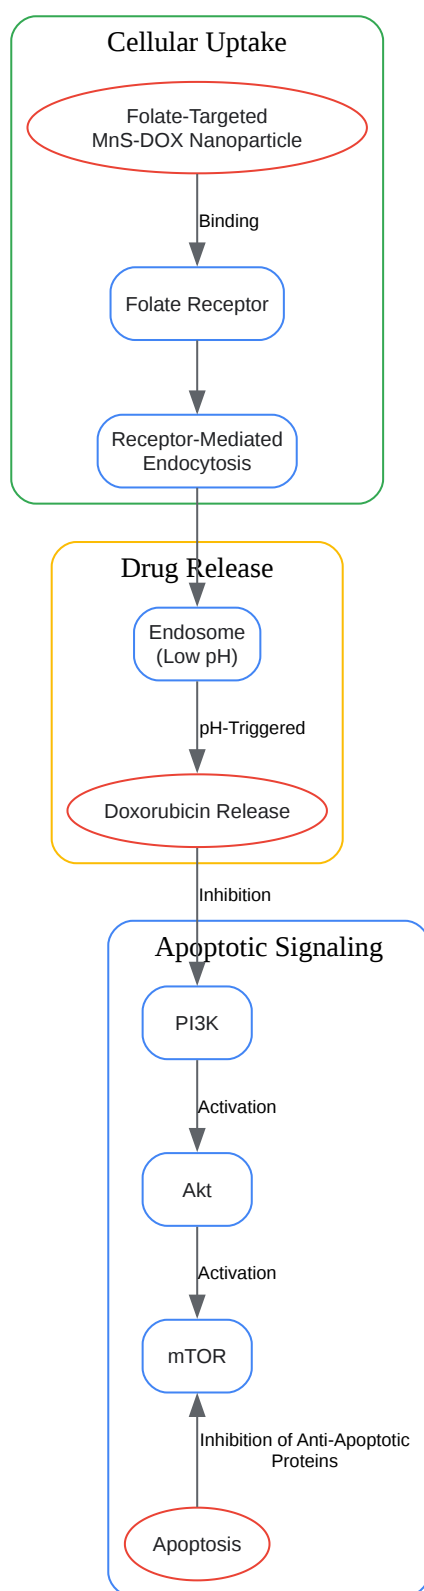 Cellular Uptake
Folate-Targeted
MnS-DOX Nanoparticle
Binding
Folate Receptor
Receptor-Mediated
Endocytosis
Drug Release
Endosome
(Low pH)
pH-Triggered
Doxorubicin Release
Inhibition
Apoptotic Signaling
PI3K
Activation
Akt
Activation
mTOR
Inhibition of Anti-Apoptotic
Proteins
Apoptosis